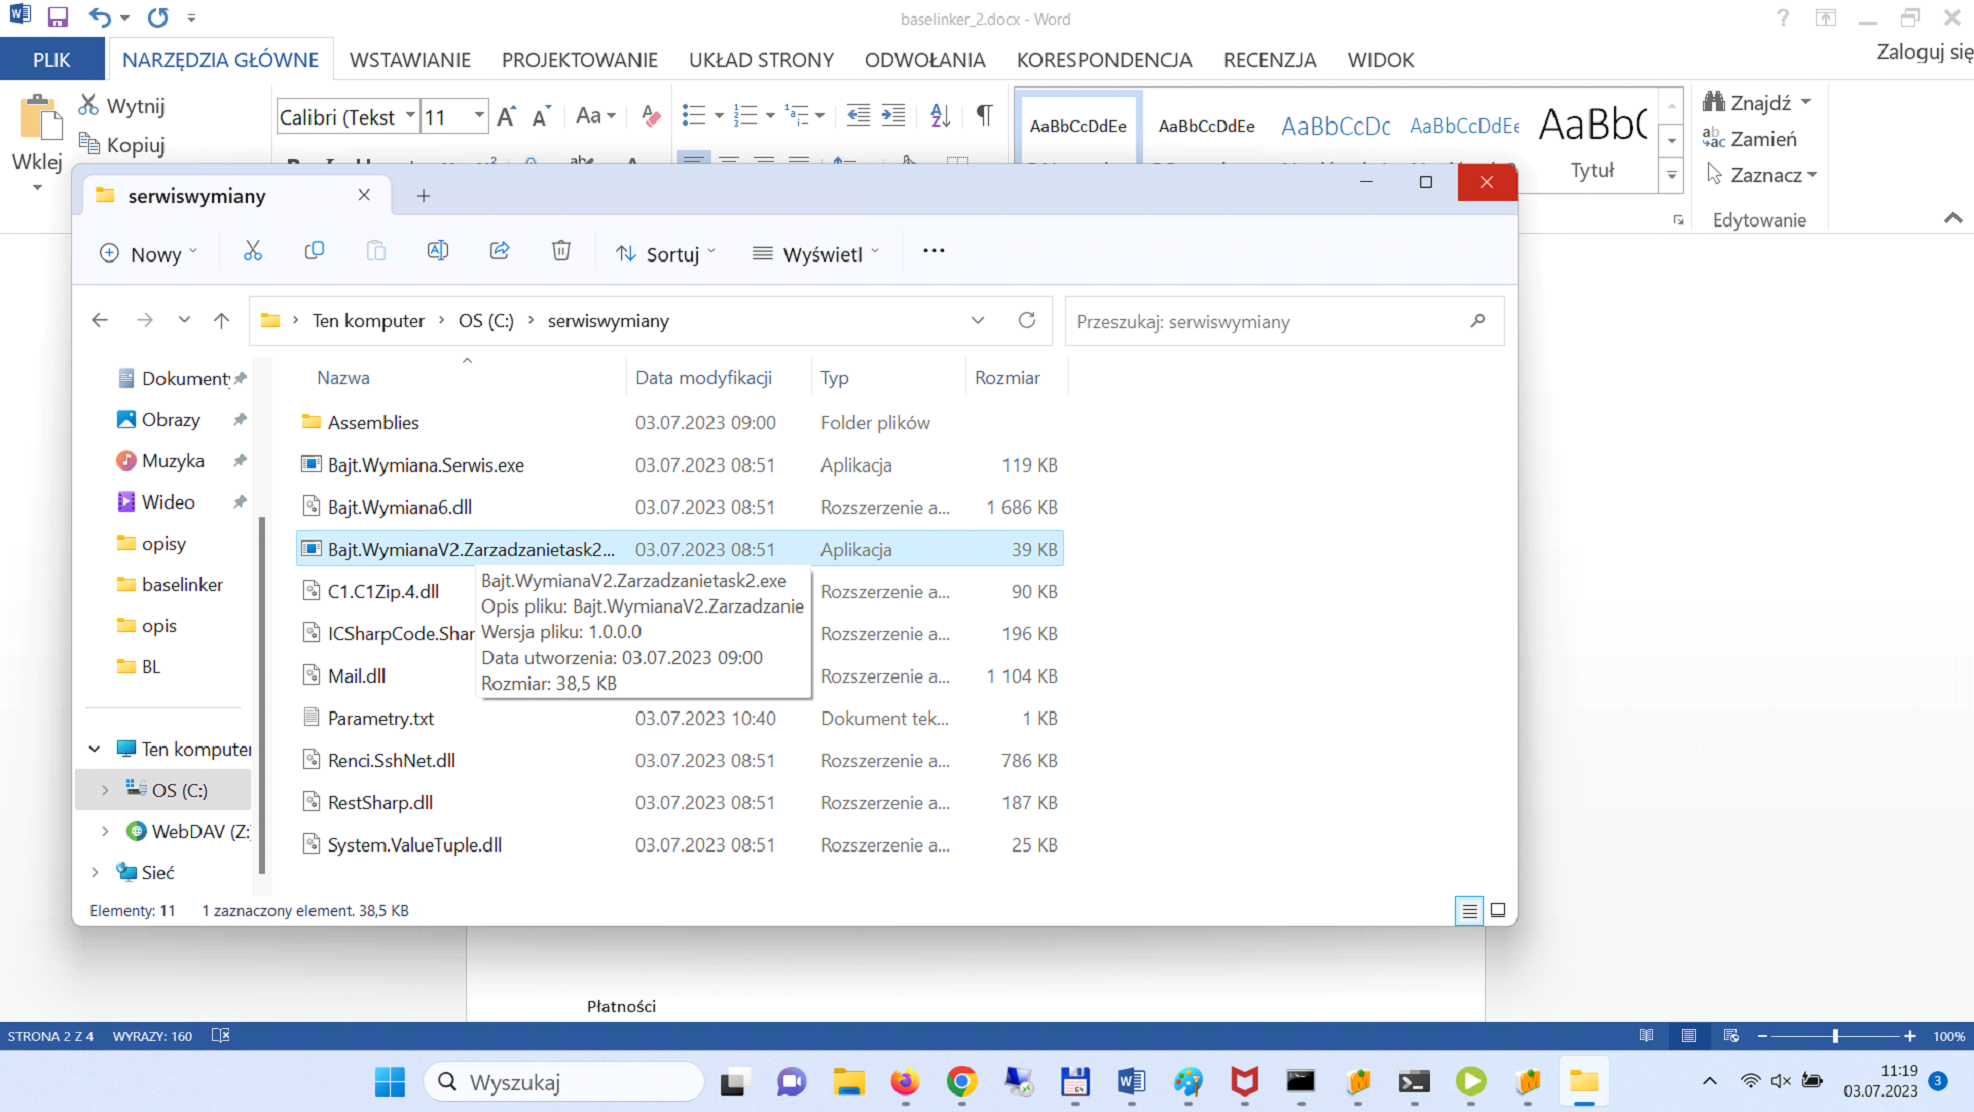 baselinker_2.docx - Word
PLIK
NARZĘDZIA GŁÓWNE
WSTAWIANIE
PROJEKTOWANIE
UKŁAD STRONY
ODWOŁANIA
KORESPONDENCJA
RECENZJA
WIDOK
Zaloguj się
Wytnij
Kopiuj
Wklej
Calibri (Tekst
11
Aa
AaBbCcDdEe
AaBbCcDdEe
AaBbCcDc
AaBbCcDdEe
AaBb(
Tytuł
Znajdź
Zamień
Zaznacz
Edytowanie
serwiswymiany
Nowy
Sortuj
Wyświetl
Ten komputer
OS (C:)
serwiswymiany
Przeszukaj: serwiswymiany
Nazwa
Data modyfikacji
Typ
Rozmiar
Dokumenty
Obrazy
Muzyka
Wideo
opisy
baselinker
opis
BL
Ten komputer
OS (C:)
WebDAV (Z:
Sieć
Assemblies 03.07.2023 09:00 Folder plików
Bajt.Wymiana.Serwis.exe 03.07.2023 08:51 Aplikacja 119 KB
Bajt.Wymiana6.dll 03.07.2023 08:51 Rozszerzenie a... 1 686 KB
Bajt.WymianaV2.Zarzadzanietask2... 03.07.2023 08:51 Aplikacja 39 KB
C1.C1Zip.4.dll Rozszerzenie a... 90 KB
ICSharpCode.Shar Rozszerzenie a... 196 KB
Mail.dll Rozszerzenie a... 1 104 KB
Parametry.txt 03.07.2023 10:40 Dokument tek... 1 KB
Renci.SshNet.dll 03.07.2023 08:51 Rozszerzenie a... 786 KB
RestSharp.dll 03.07.2023 08:51 Rozszerzenie a... 187 KB
System.ValueTuple.dll 03.07.2023 08:51 Rozszerzenie a... 25 KB
Bajt.WymianaV2.Zarzadzanietask2.exe
Opis pliku: Bajt.WymianaV2.Zarzadzanie
Wersja pliku: 1.0.0.0
Data utworzenia: 03.07.2023 09:00
Rozmiar: 38,5 KB
Elementy: 11
1 zaznaczony element. 38,5 KB
Płatności
STRONA 2 Z 4
WYRAZY: 160
100%
Wyszukaj
11:19
03.07.2023
3